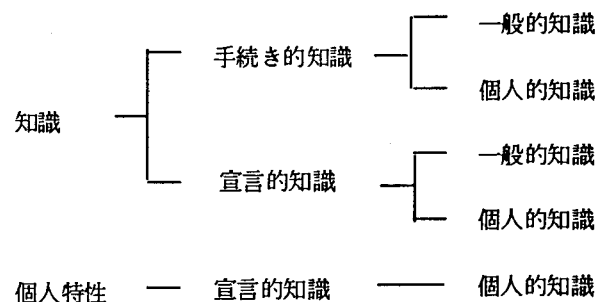 一般的知識
手続き的知識
個人的知識
知識
一般的知識
宣言的知識
個人的知識
個人特性 宣言的知識 個人的知識